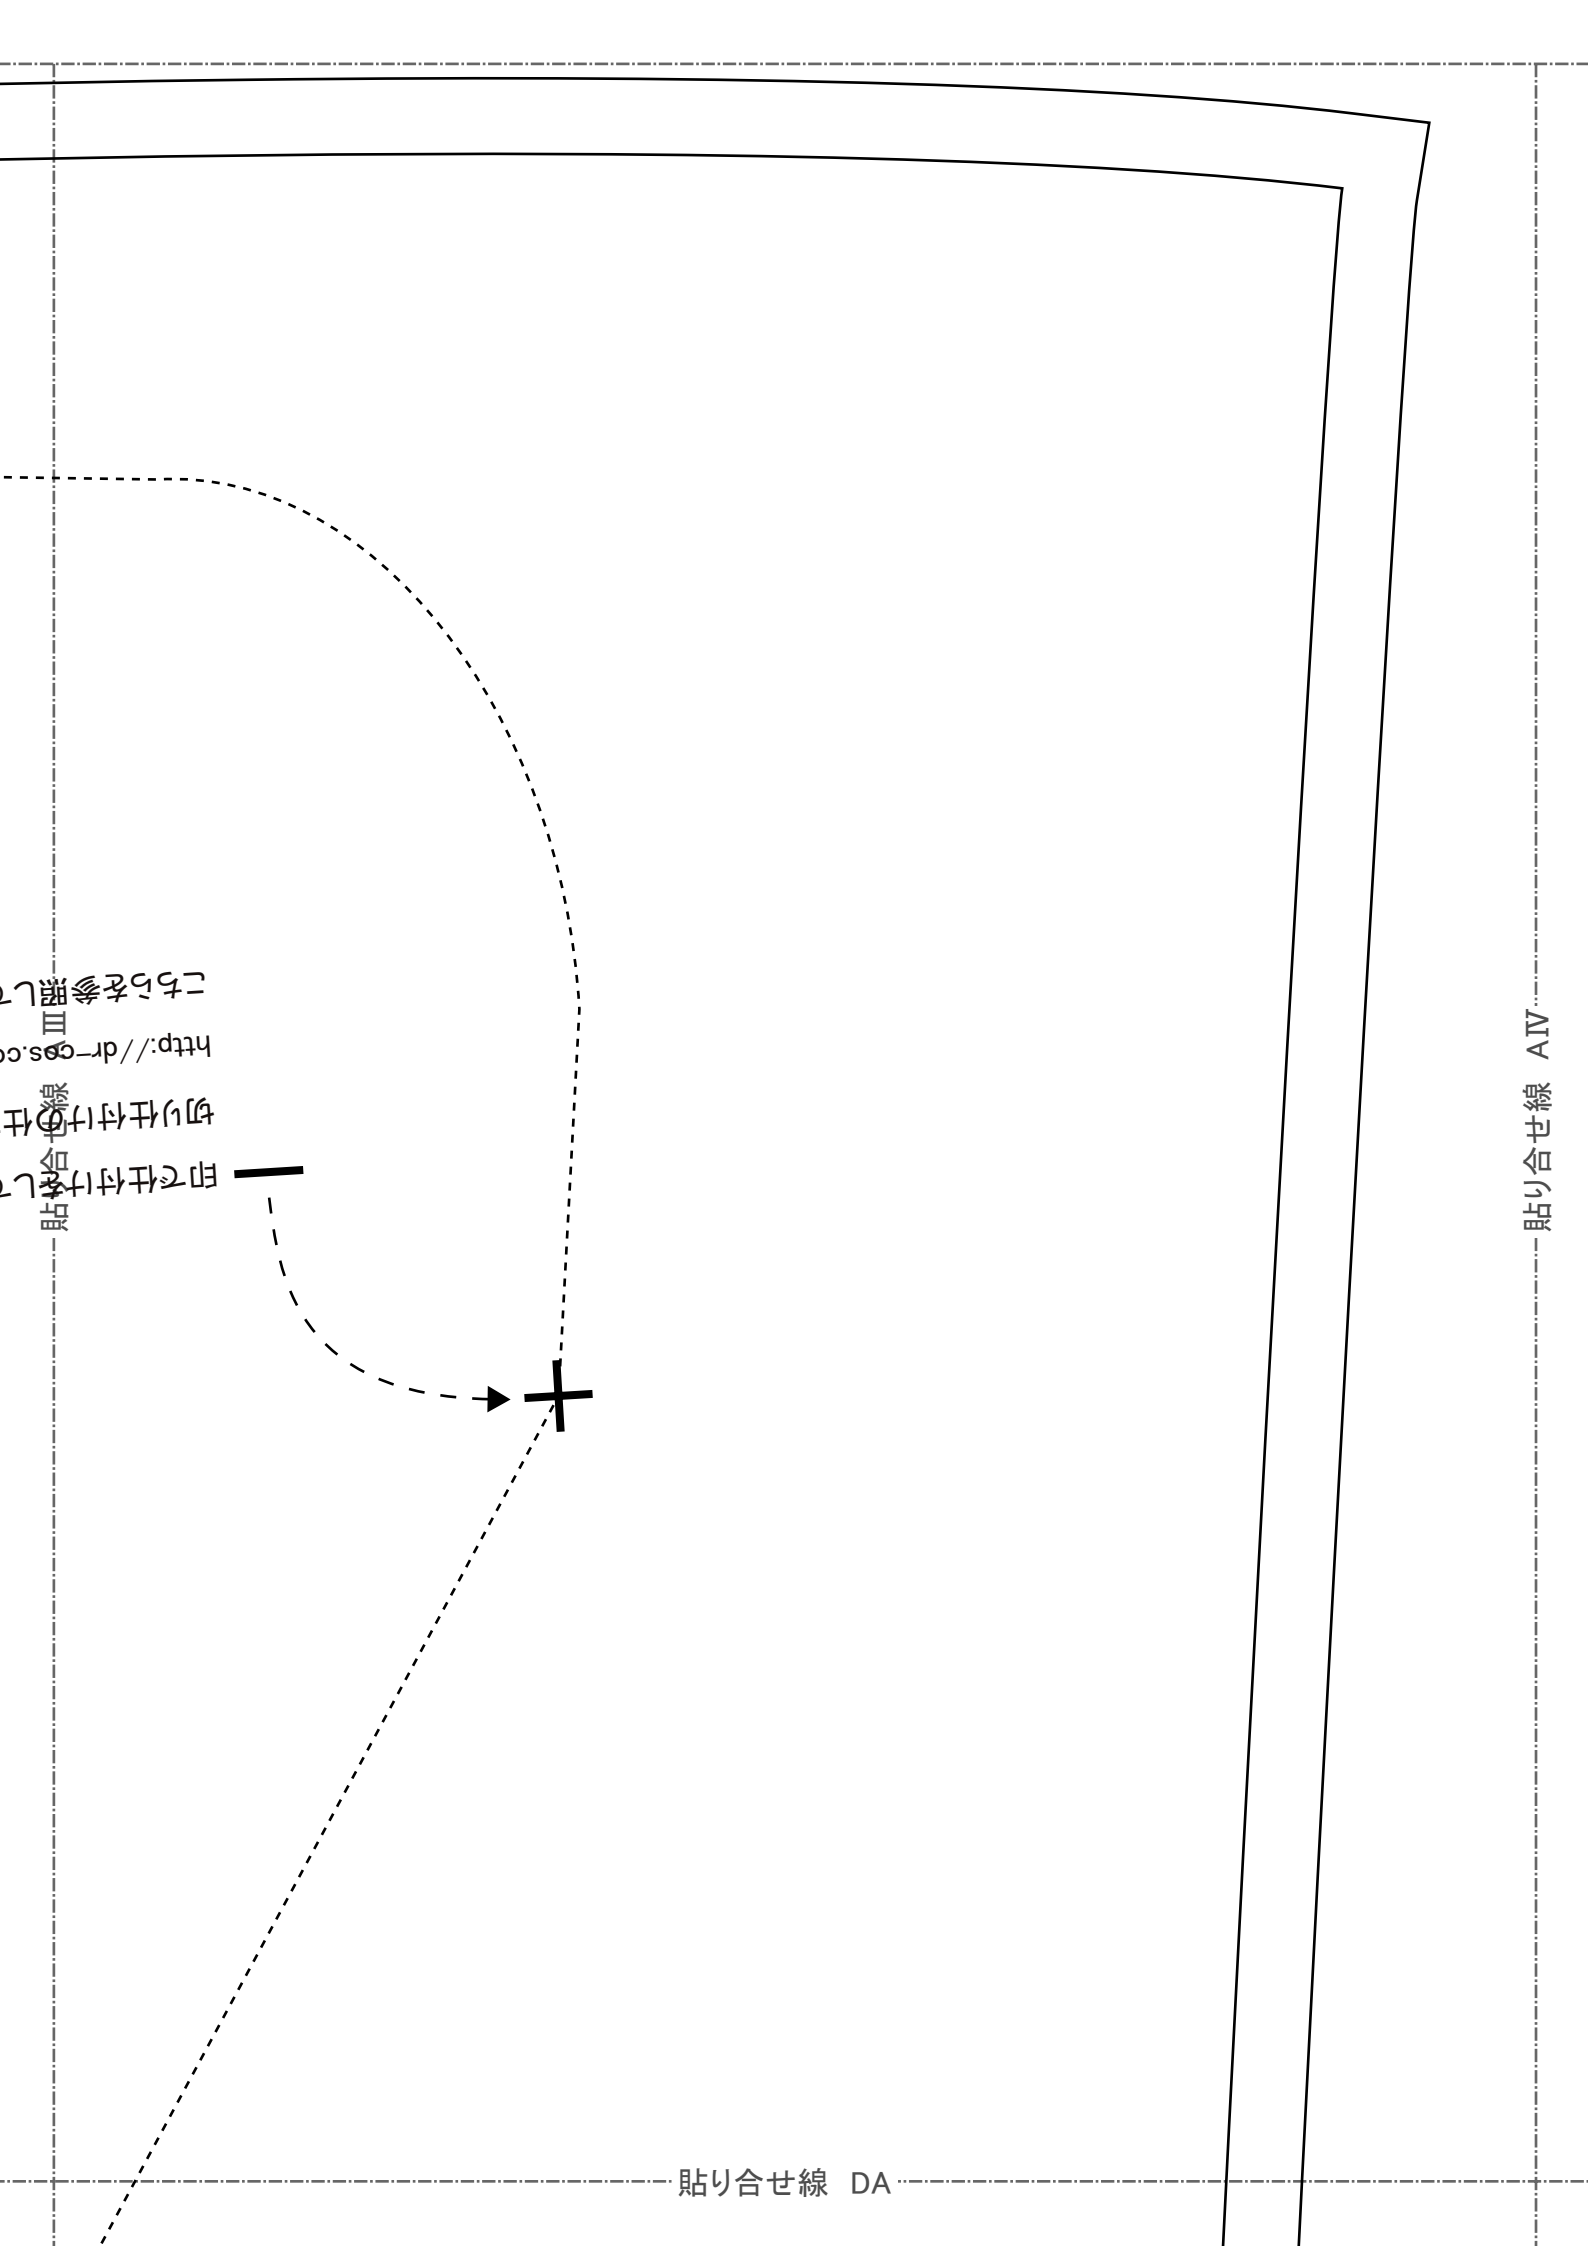 印で仕付けをして
切り仕付けの仕
http://dr-cos.co
こちらを参照して
貼り合せ線 AⅢ
貼り合せ線 AⅣ
貼り合せ線 DA